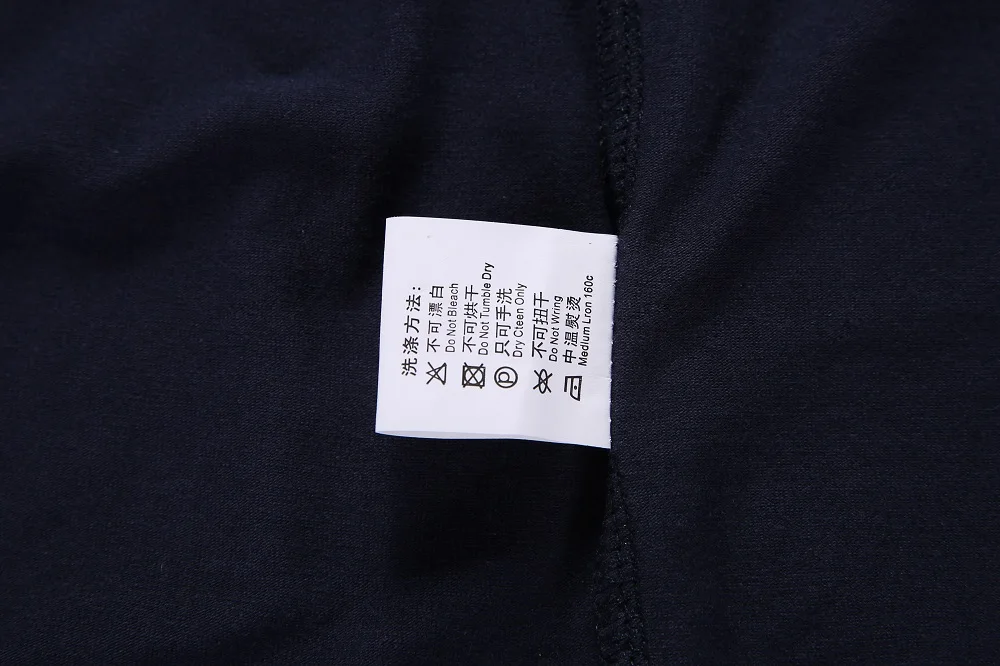 洗涤方法：
不可漂白
Do Not Bleach
不可烘干
Do Not Tumble Dry
只可手洗
Dry Cteen Only
不可扭干
Do Not Wring
中温熨烫
Medium Lron 160c